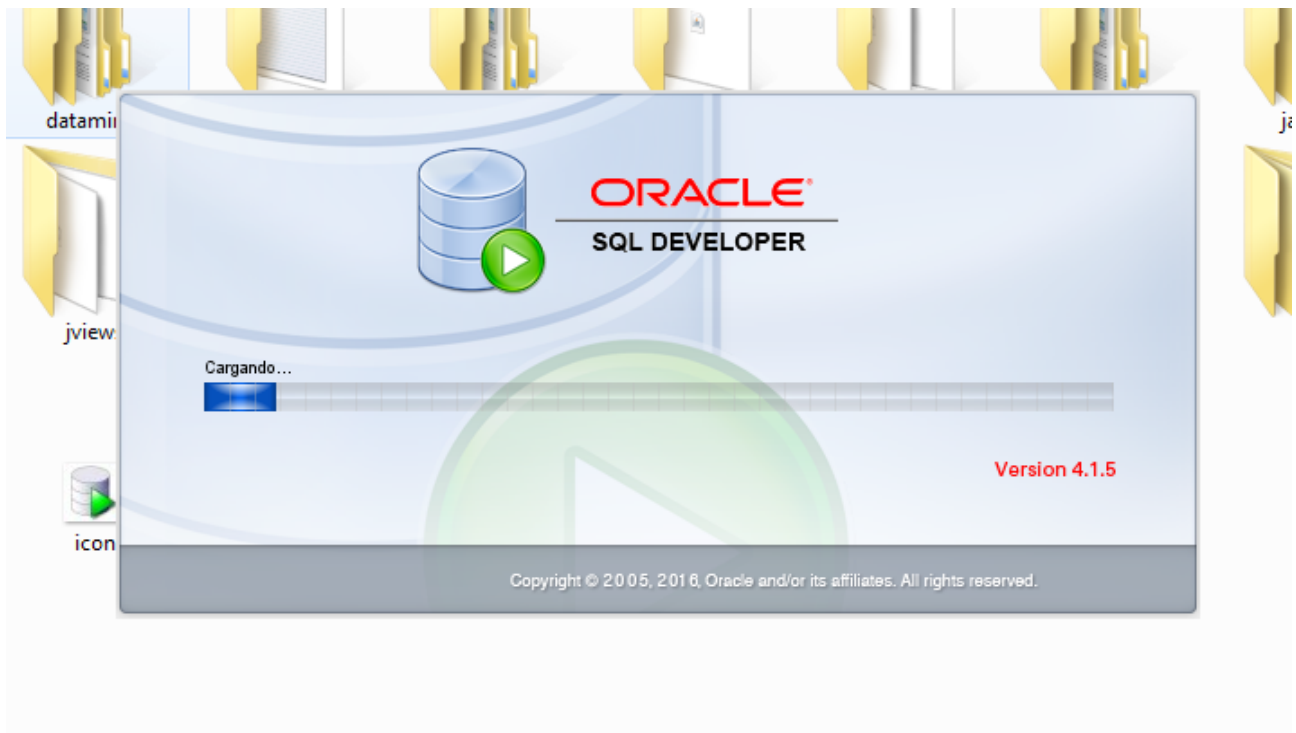 datami
ja
ORACLE®
SQL DEVELOPER
jview
Cargando...
Version 4.1.5
icon
Copyright © 2005, 2016, Oracle and/or its affiliates. All rights reserved.